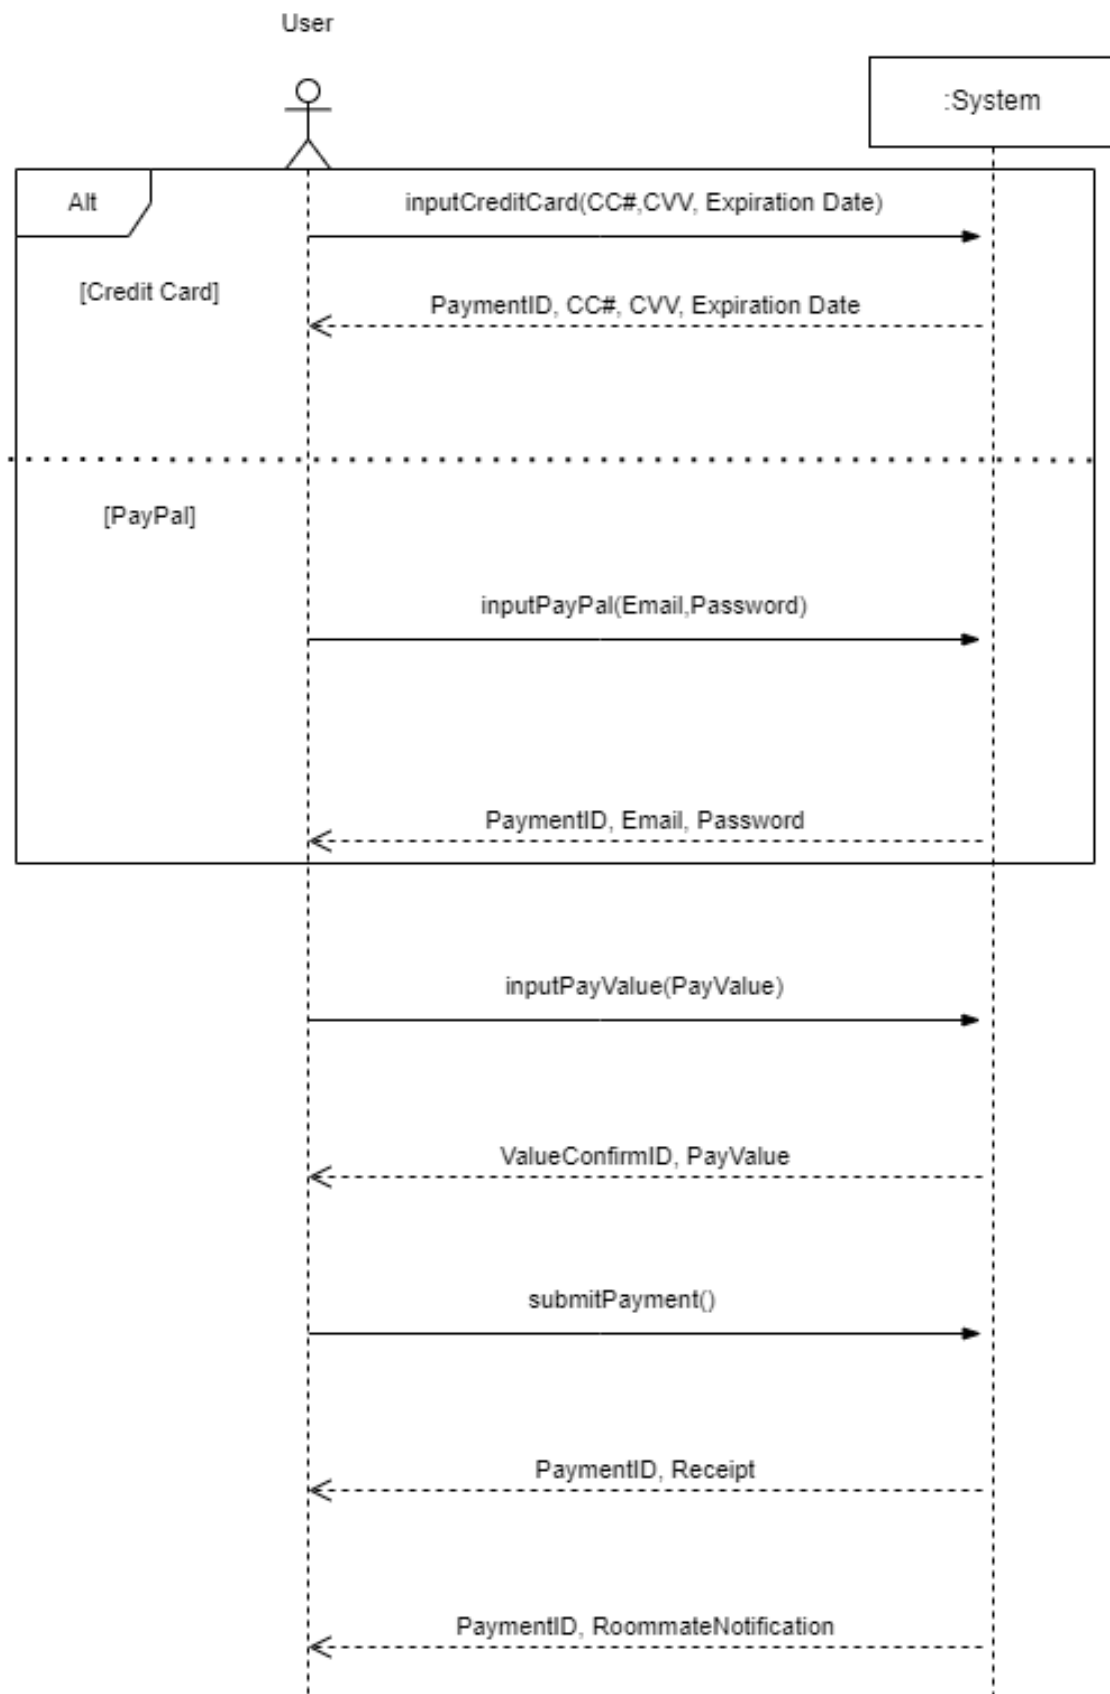 User
:System
Alt
inputCreditCard(CC#,CVV, Expiration Date)
[Credit Card]
PaymentID, CC#, CVV, Expiration Date
[PayPal]
inputPayPal(Email,Password)
PaymentID, Email, Password
inputPayValue(PayValue)
ValueConfirmID, PayValue
submitPayment()
PaymentID, Receipt
PaymentID, RoommateNotification